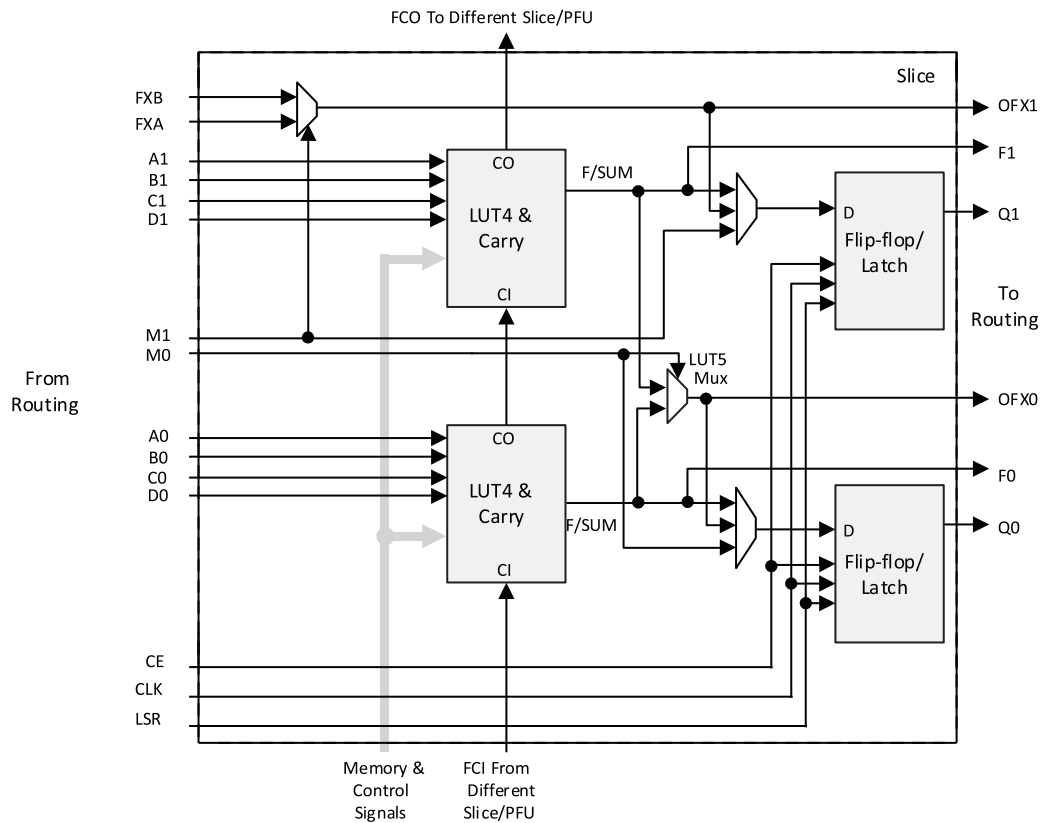 FCO To Different Slice/PFU
Slice
FXB
FXA
OFX1
A1
B1
C1
D1
CO
LUT4 &
Carry
CI
F/SUM
F1
D
Flip-flop/
Latch
Q1
To
Routing
M1
M0
From
Routing
LUT5
Mux
OFX0
A0
B0
C0
D0
CO
LUT4 &
Carry
CI
F/SUM
F0
D
Flip-flop/
Latch
Q0
CE
CLK
LSR
Memory &
Control
Signals
FCI From
Different
Slice/PFU